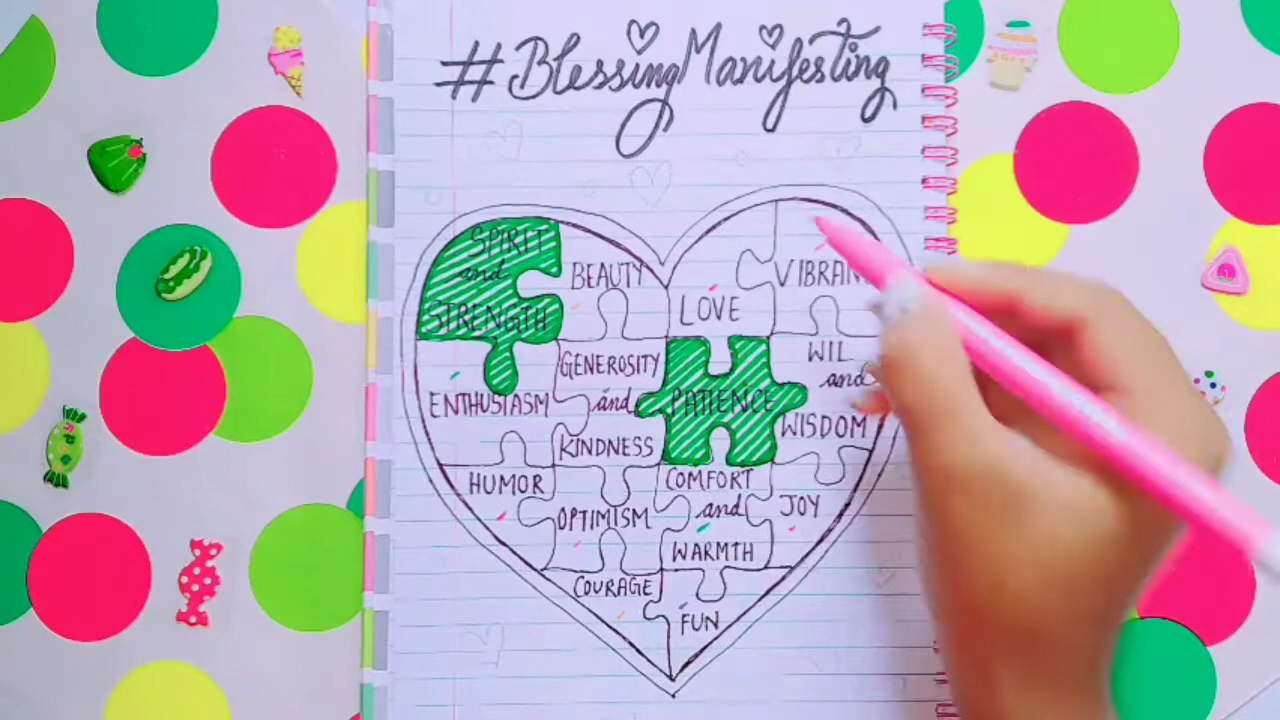 #BlessingManifesting
SPIRIT
and
STRENGTH
BEAUTY
LOVE
ENTHUSIASM
GENEROSITY
and
KINDNESS
PATIENCE
WIL
and
WISDOM
HUMOR
OPTIMISM
COMFORT
and
WARMTH
JOY
COURAGE
FUN